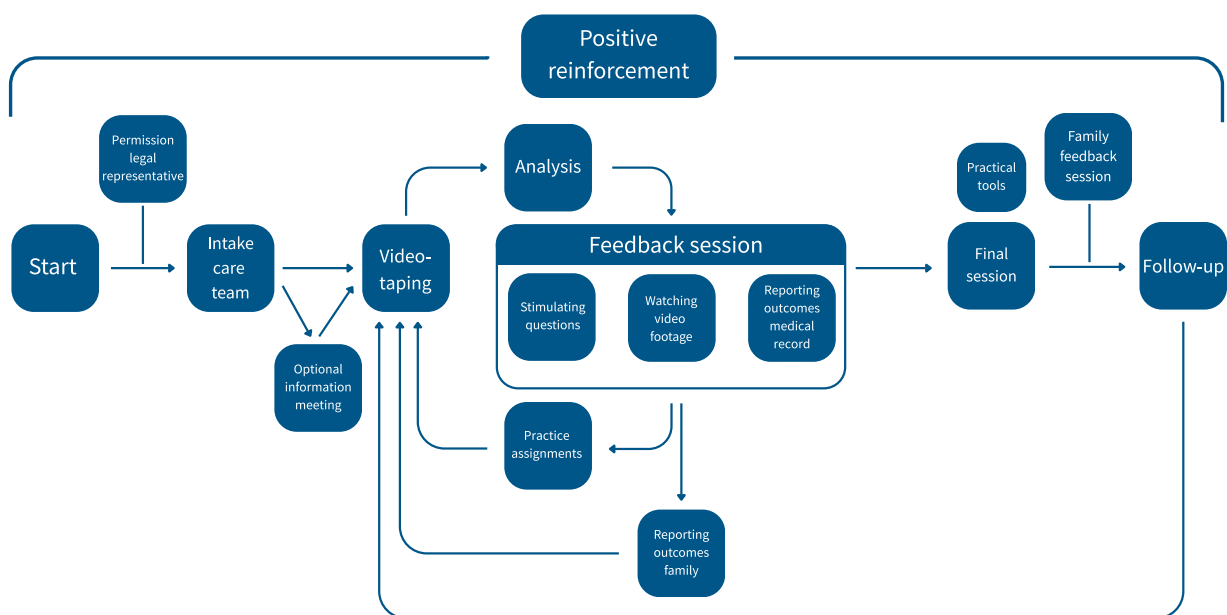 Positive
reinforcement
Permission
legal
representative
Analysis
Practical
tools
Family
feedback
session
Start
Intake
care
team
Video-
taping
Feedback session
Stimulating
questions
Watching
video
footage
Reporting
outcomes
medical
record
Final
session
Follow-up
Optional
information
meeting
Practice
assignments
Reporting
outcomes
family